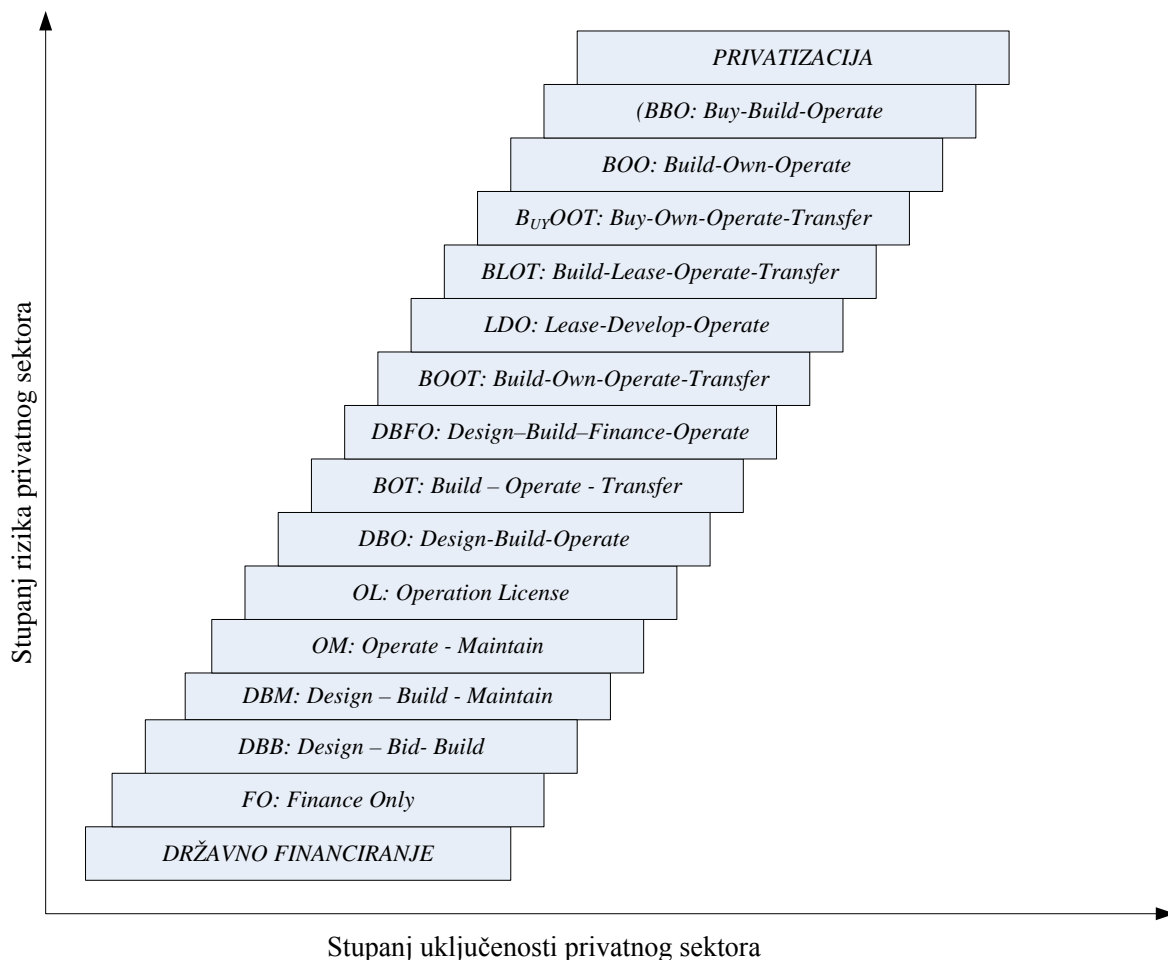 PRIVATIZACIJA
(BBO: Buy-Build-Operate
BOO: Build-Own-Operate
BUYOOT: Buy-Own-Operate-Transfer
BLOT: Build-Lease-Operate-Transfer
LDO: Lease-Develop-Operate
BOOT: Build-Own-Operate-Transfer
DBFO: Design–Build–Finance-Operate
BOT: Build – Operate - Transfer
DBO: Design-Build-Operate
OL: Operation License
OM: Operate - Maintain
DBM: Design – Build - Maintain
DBB: Design – Bid- Build
FO: Finance Only
DRŽAVNO FINANCIRANJE
Stupanj rizika privatnog sektora
Stupanj uključenosti privatnog sektora